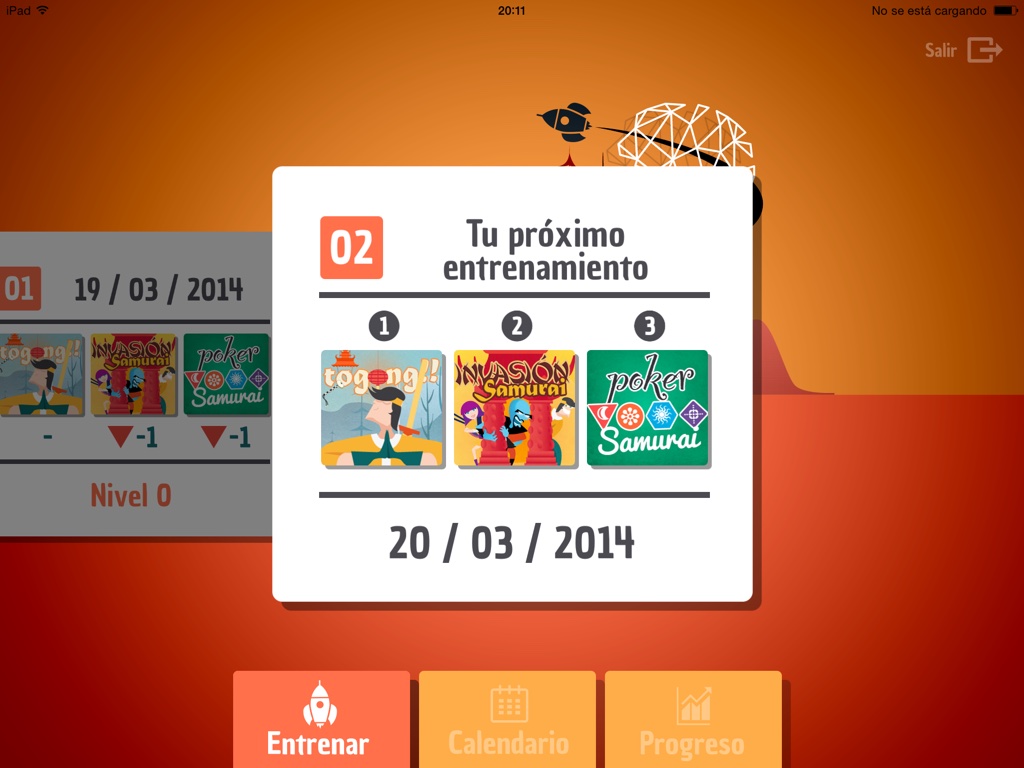 iPad
20:11
No se está cargando
Salir
02
Tu próximo
entrenamiento
1
2
3
togong!!
INVASIÓN
Samurai
poker
Samurai
20 / 03 / 2014
01
19 / 03 / 2014
togong!!
INVASIÓN
Samurai
poker
Samurai
-
-1
-1
Nivel 0
Entrenar
Calendario
Progreso